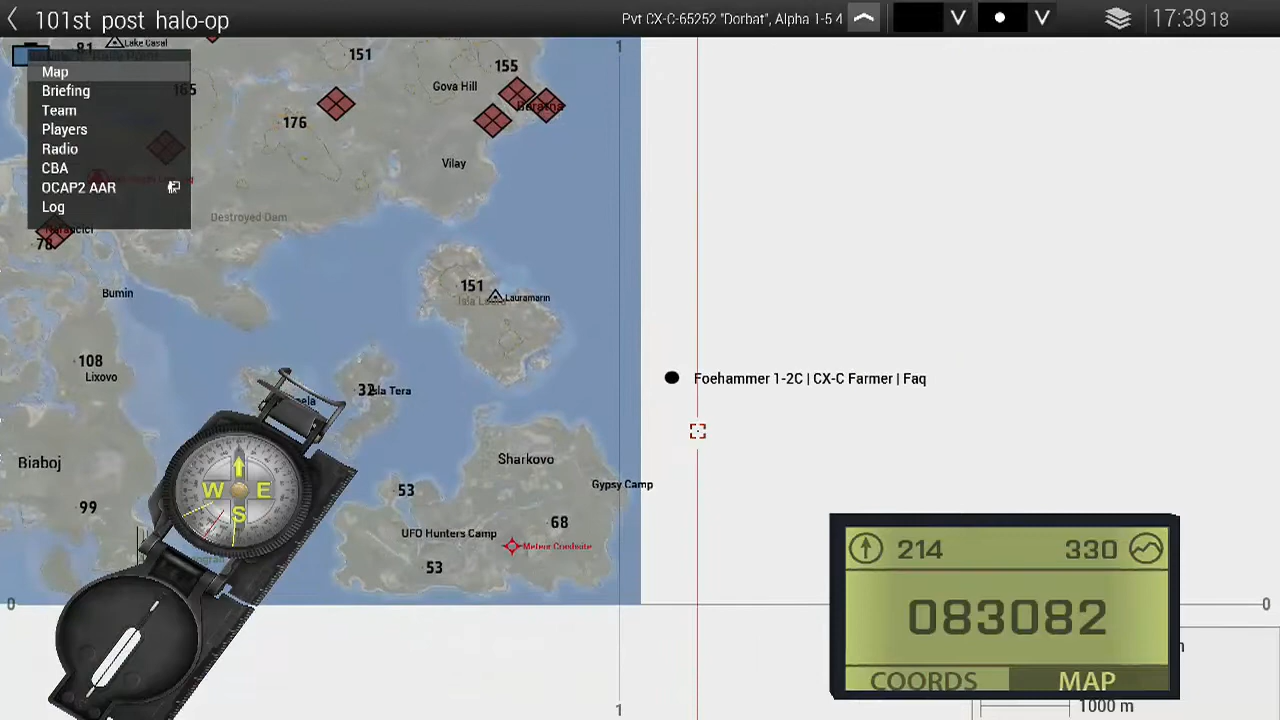 101st post halo-op
Pvt CX-C-65252 "Dorbat", Alpha 1-5 4
17:39 18
81
Lake Casal
Map
Briefing
Team
Players
Radio
CBA
OCAP2 AAR
Log
151
155
Gova Hill
165
176
Vilay
Destroyed Dam
78
1
Bumin
151
Lauramarin
108
Lixovo
32
Isla Tera
Foehammer 1-2C | CX-C Farmer | Faq
Biaboj
Sharkovo
53
Gypsy Camp
99
68
UFO Hunters Camp
Meteor Crashsite
53
W
E
S
0
0
214
330
083082
COORDS
MAP
1
1000 m